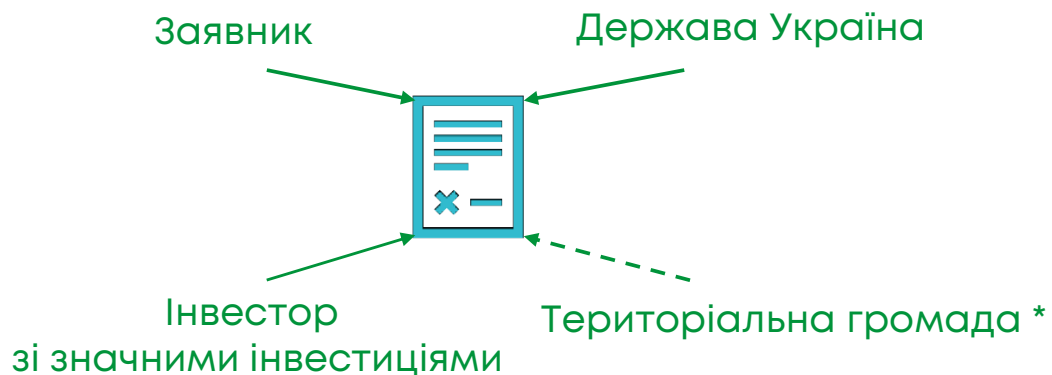 Заявник
Держава Україна
Інвестор
зі значними інвестиціями
Територіальна громада *